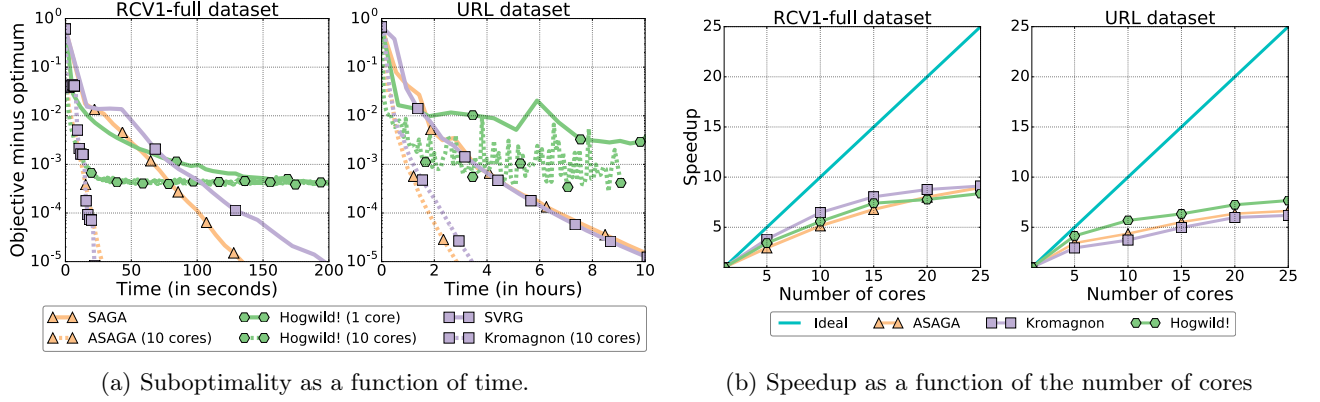 RCV1-full dataset
URL dataset
Objective minus optimum
10^0
10^-1
10^-2
10^-3
10^-4
10^-5
0 50 100 150 200
Time (in seconds)
10^0
10^-1
10^-2
10^-3
10^-4
10^-5
0 2 4 6 8 10
Time (in hours)
SAGA
Hogwild! (1 core)
SVRG
ASAGA (10 cores)
Hogwild! (10 cores)
Kromagnon (10 cores)
(a) Suboptimality as a function of time.
RCV1-full dataset
URL dataset
Speedup
25
20
15
10
5
5 10 15 20 25
Number of cores
25
20
15
10
5
5 10 15 20 25
Number of cores
Ideal
ASAGA
Kromagnon
Hogwild!
(b) Speedup as a function of the number of cores